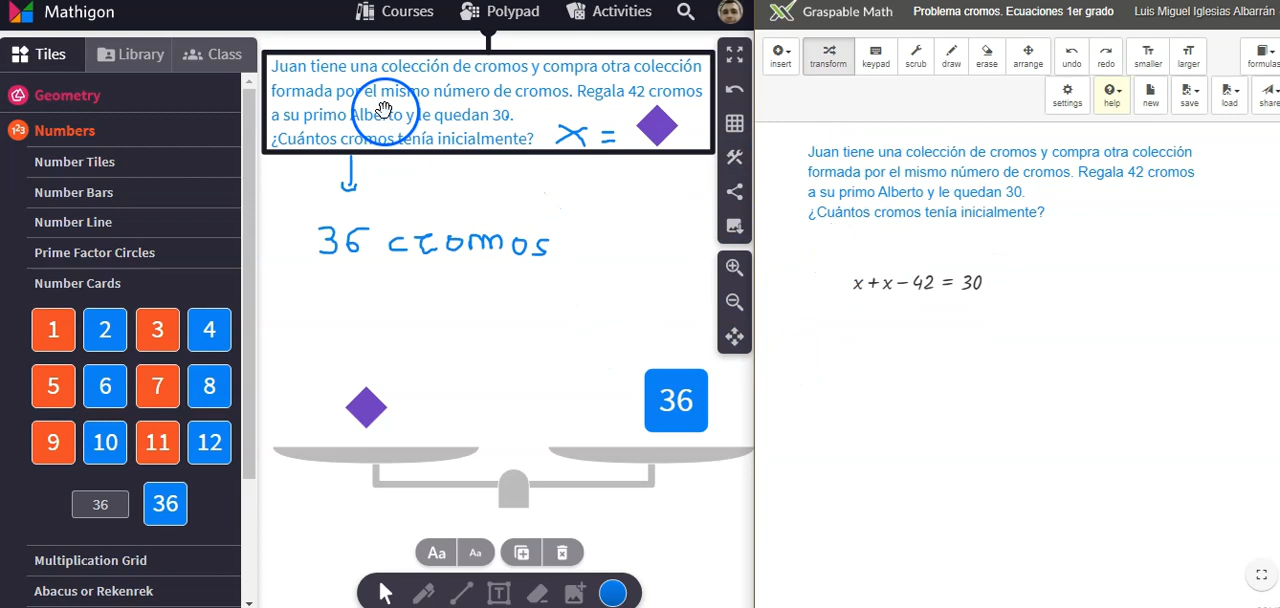 Mathigon
Courses
Polypad
Activities
Tiles
Library
Class
Geometry
Numbers
Number Tiles
Number Bars
Number Line
Prime Factor Circles
Number Cards
1 2 3 4
5 6 7 8
9 10 11 12
36 36
Multiplication Grid
Abacus or Rekenrek
Juan tiene una colección de cromos y compra otra colección
formada por el mismo número de cromos. Regala 42 cromos
a su primo Alberto y le quedan 30.
¿Cuántos cromos tenía inicialmente?
x =
36 cromos
36
Aa Aa
T
Graspable Math
Problema cromos. Ecuaciones 1er grado
Luis Miguel Iglesias Albarrán
insert
transform
keypad
scrub
draw
erase
arrange
undo
redo
smaller
larger
formulas
settings
help
new
save
load
share
Juan tiene una colección de cromos y compra otra colección
formada por el mismo número de cromos. Regala 42 cromos
a su primo Alberto y le quedan 30.
¿Cuántos cromos tenía inicialmente?
x + x − 42 = 30